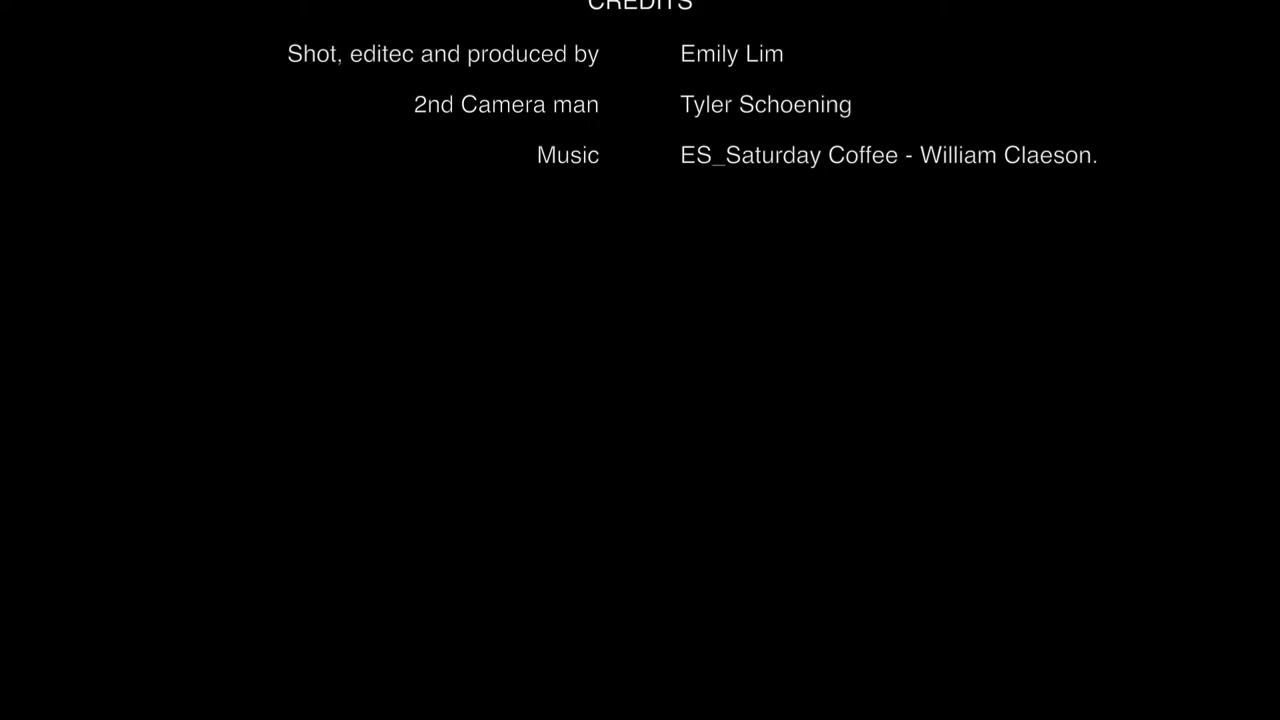 CREDITS
Shot, editec and produced by Emily Lim
2nd Camera man Tyler Schoening
Music ES_Saturday Coffee - William Claeson.